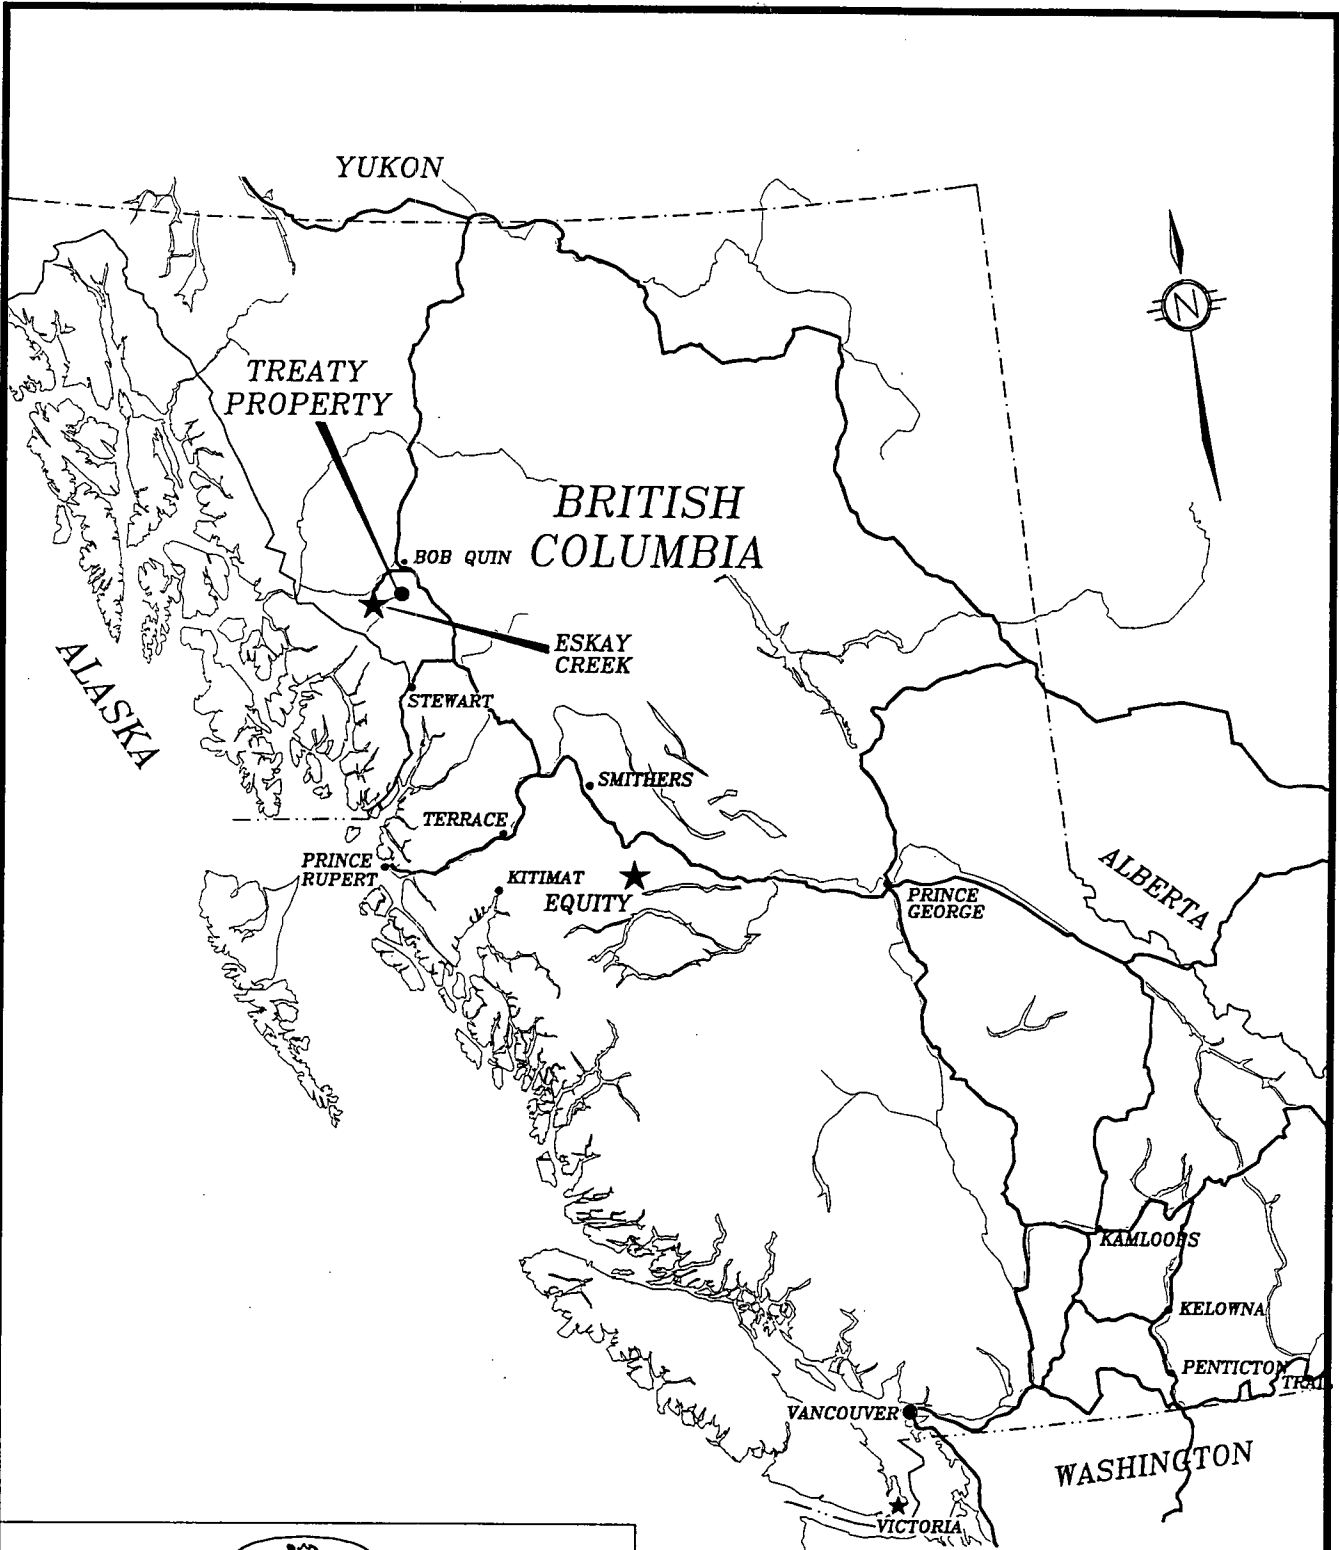 YUKON
N
TREATY
PROPERTY
BRITISH
COLUMBIA
BOB QUIN
ESKAY
CREEK
ALASKA
STEWART
SMITHERS
TERRACE
PRINCE
RUPERT
KITIMAT
EQUITY
PRINCE
GEORGE
ALBERTA
KAMLOOPS
KELOWNA
PENTICTON
TRAIL
VANCOUVER
WASHINGTON
VICTORIA